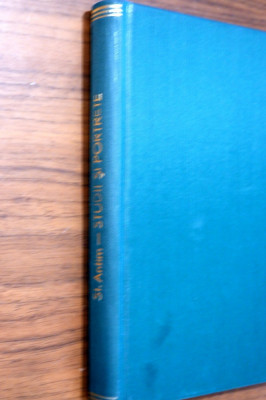 St. Antim — STUDII ŞI PORTRETE